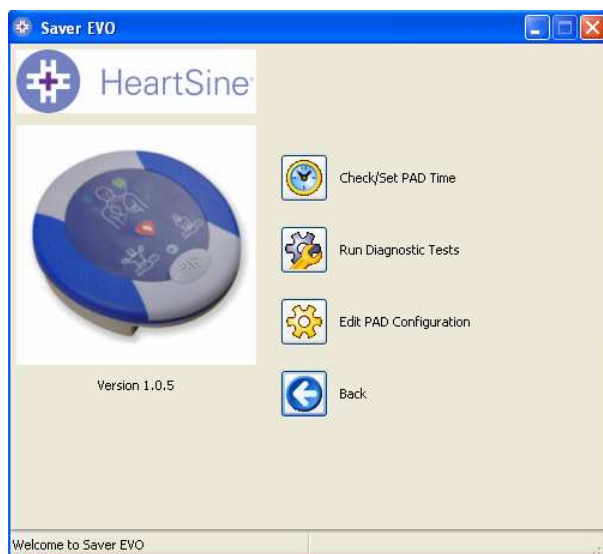 Saver EVO
HeartSine®
Check/Set PAD Time
Run Diagnostic Tests
Edit PAD Configuration
Version 1.0.5
Back
Welcome to Saver EVO